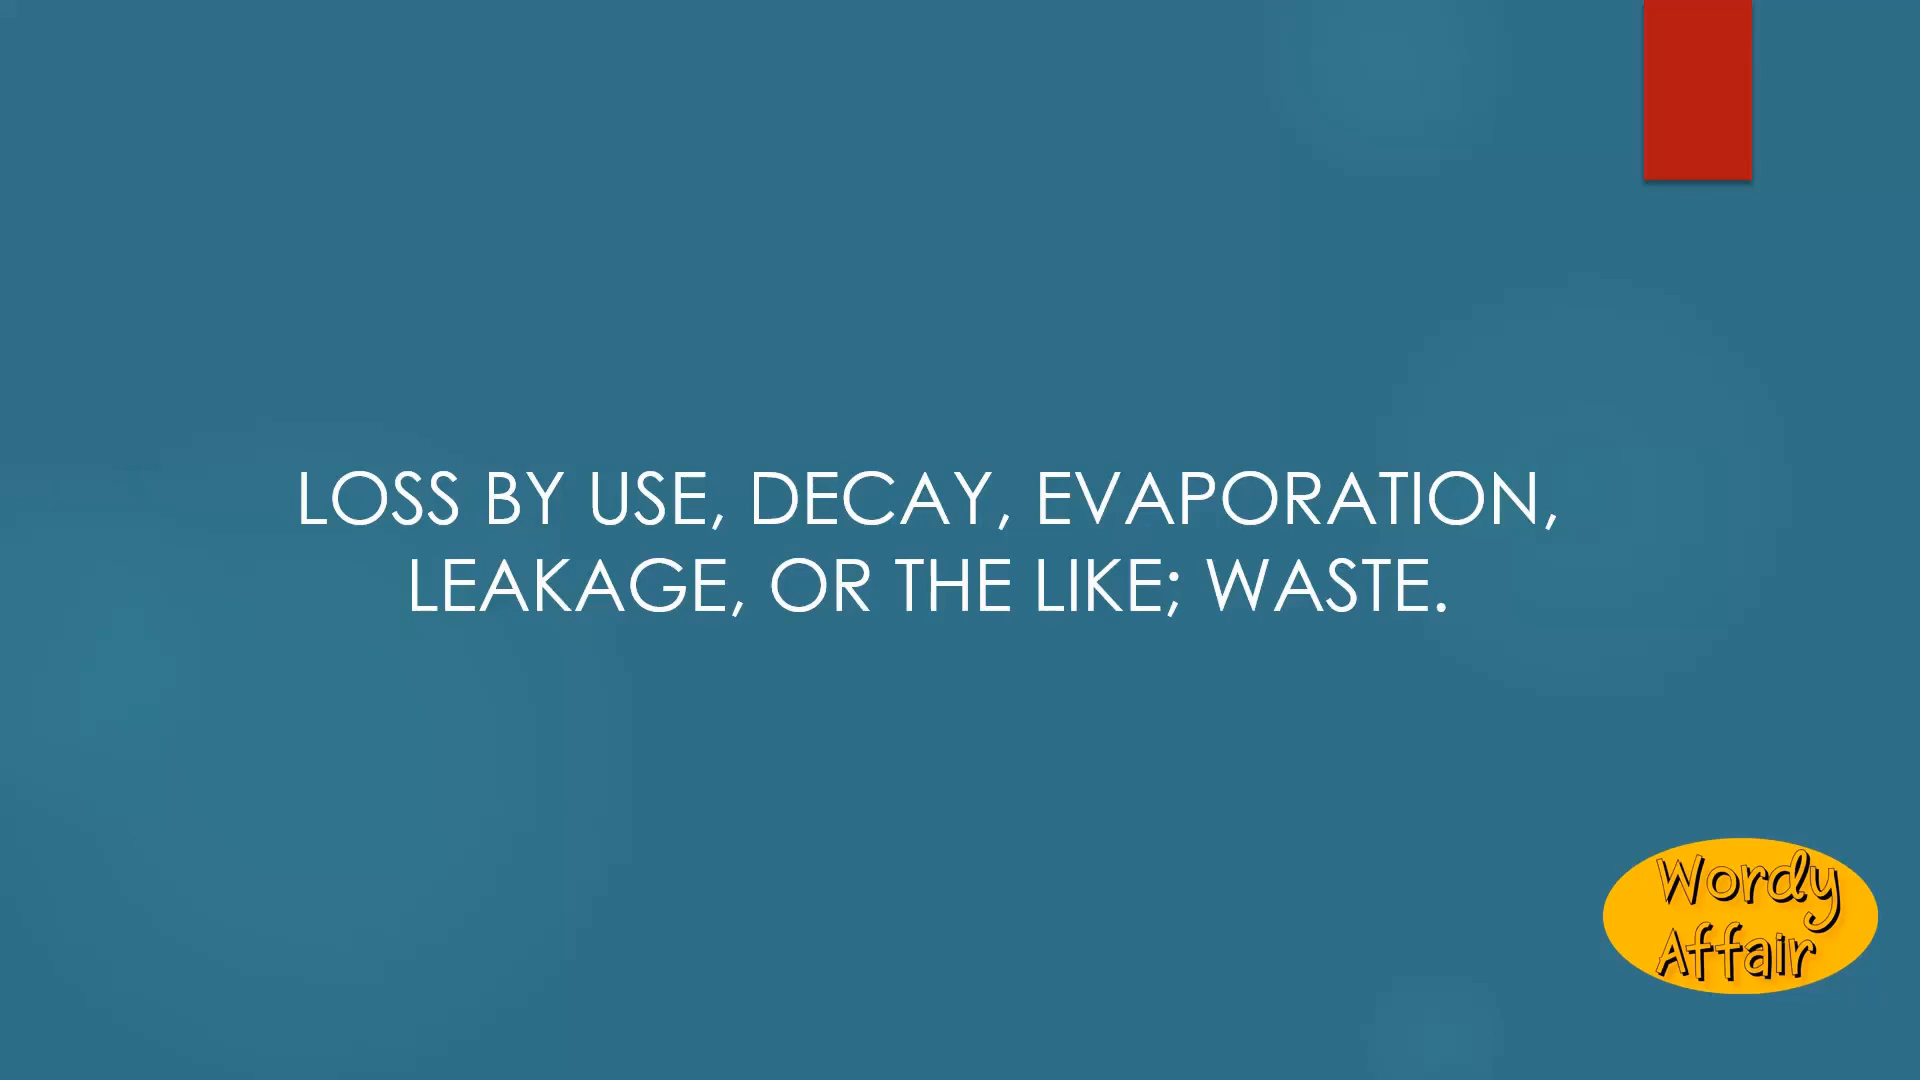 LOSS BY USE, DECAY, EVAPORATION,
LEAKAGE, OR THE LIKE; WASTE.
Wordy
Affair